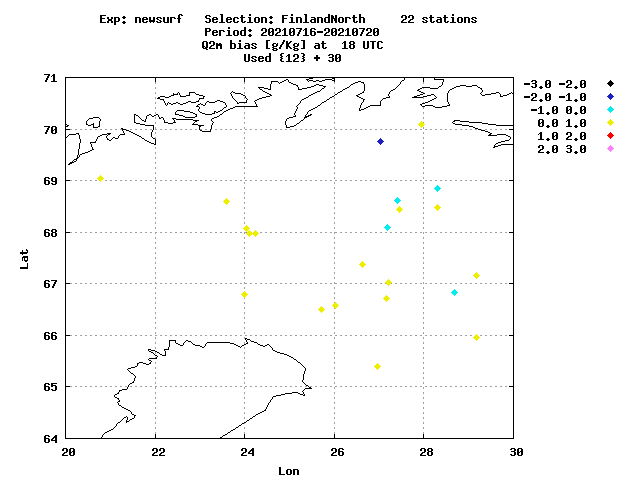 Exp: newsurf   Selection: FinlandNorth     22 stations
Period: 20210716-20210720
Q2m bias [g/Kg] at  18 UTC
Used {12} + 30
-3.0 -2.0
-2.0 -1.0
-1.0 0.0
0.0 1.0
1.0 2.0
2.0 3.0
71
70
69
68
67
66
65
64
Lat
20 22 24 26 28 30
Lon